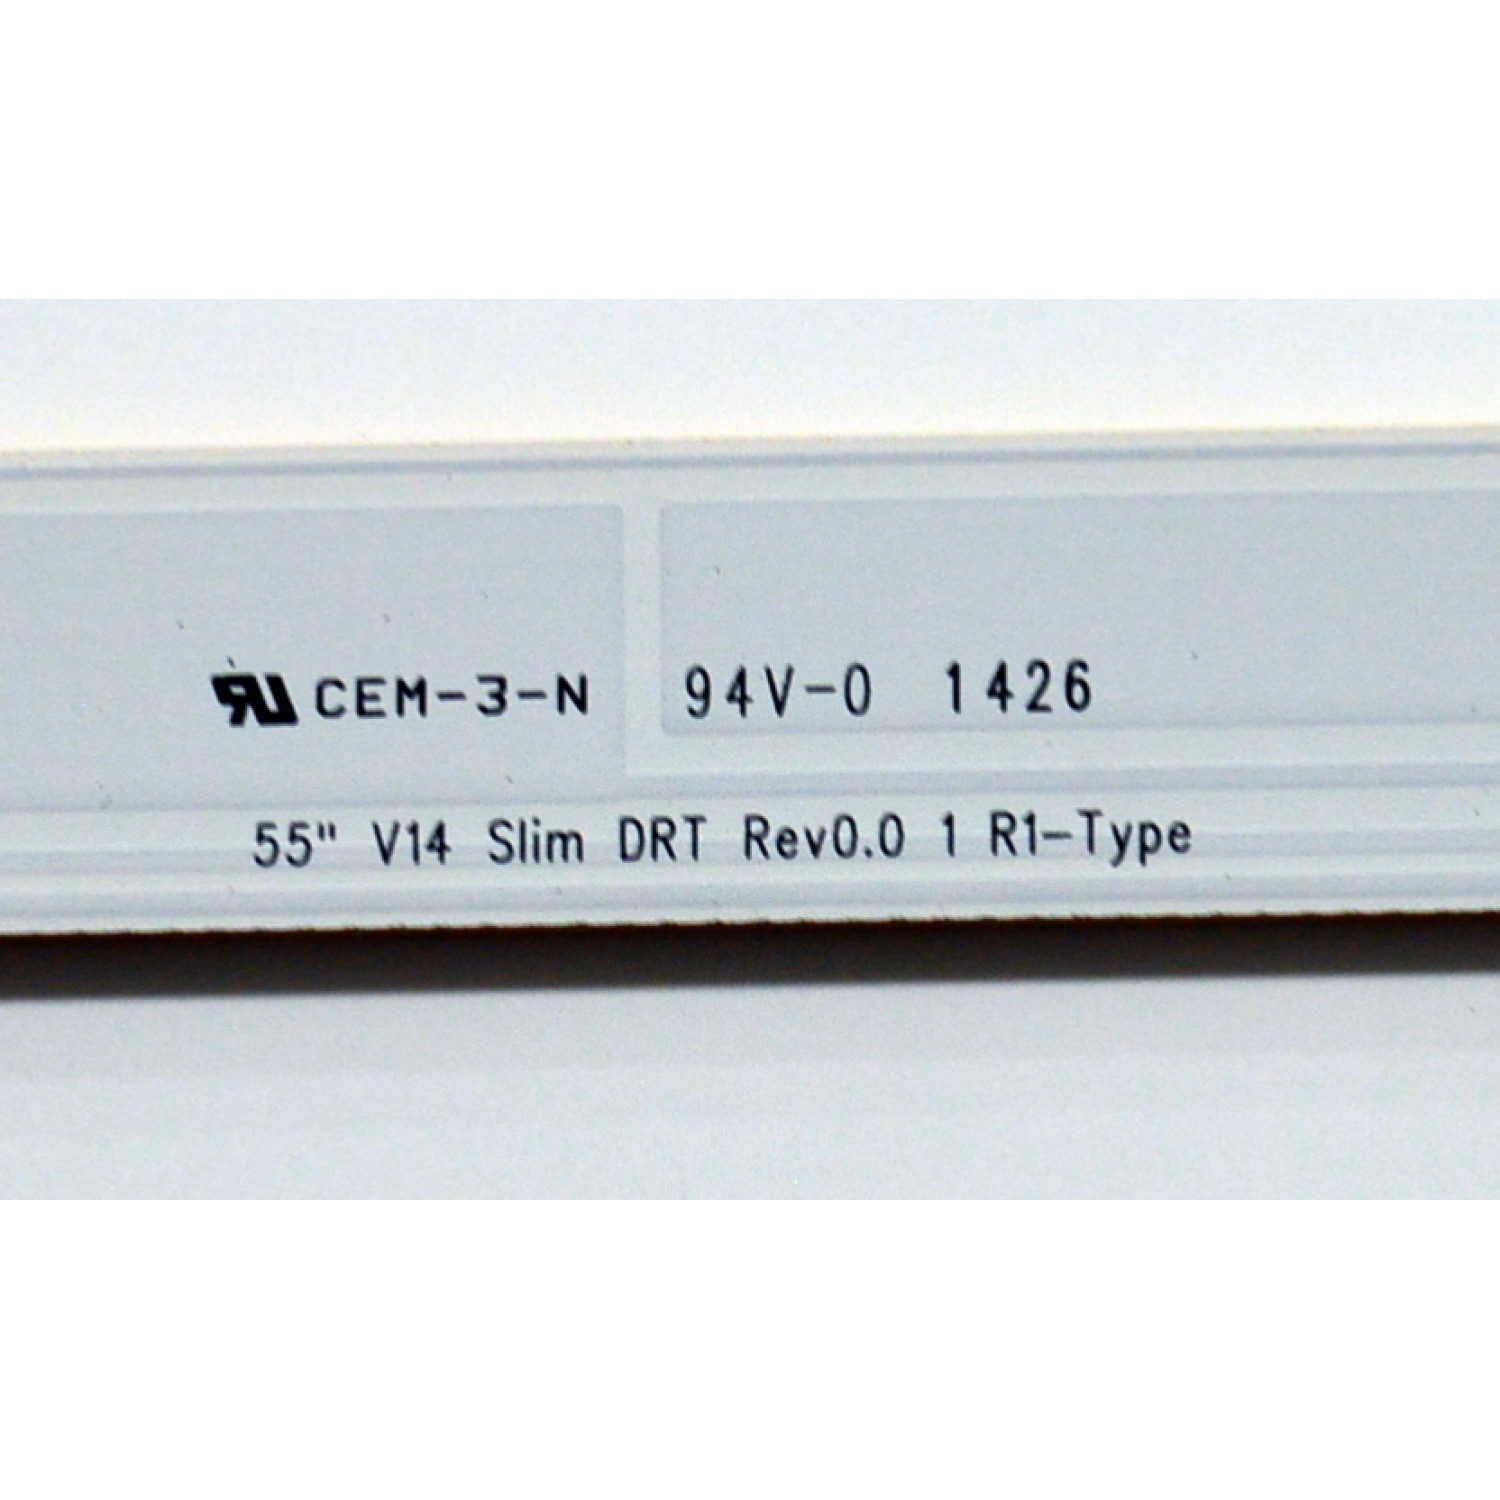 CEM-3-N 94V-0 1426
55" V14 Slim DRT Rev0.0 1 R1-Type